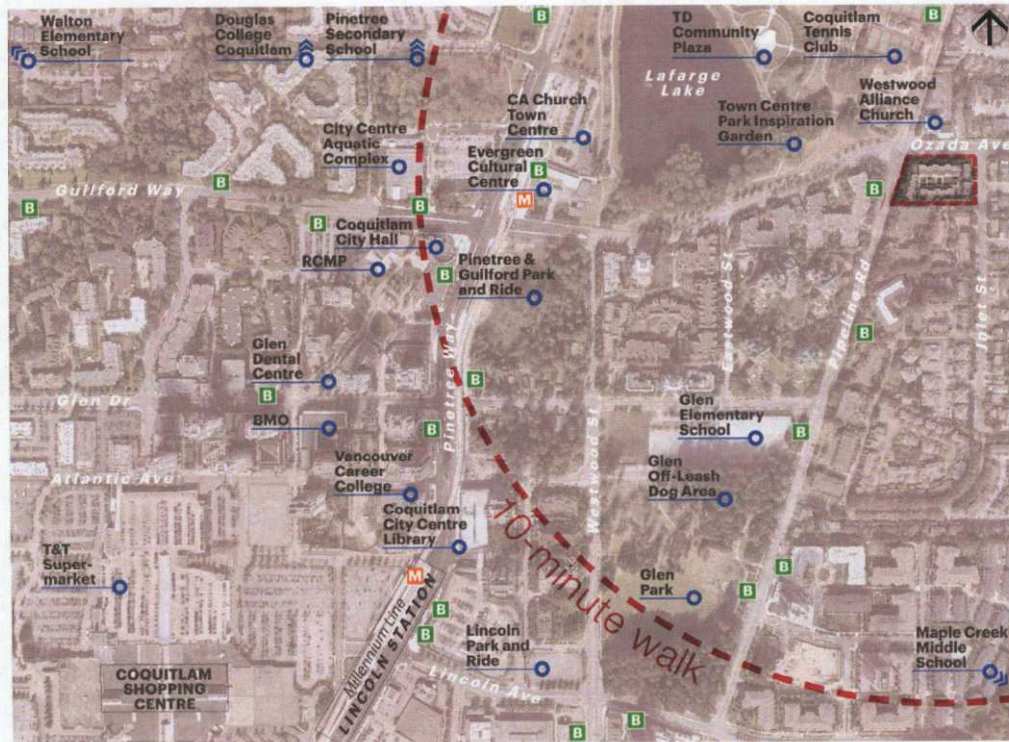 Walton
Elementary
School
Douglas
College
Coquitlam
Pinetree
Secondary
School
B
TD
Community
Plaza
Coquitlam
Tennis
Club
B
Lafarge
Lake
CA Church
Town
Centre
Westwood
Alliance
Church
City Centre
Aquatic
Complex
Town Centre
Park Inspiration
Garden
Evergreen
Cultural
Centre
B
M
Ozada Ave
B
Guilford Way
B
B
B
B
Coquitlam
City Hall
RCMP
B
Pinetree &
Guilford Park
and Ride
Eastwood St
Pipeline Rd
B
Inlet St
Glen
Dental
Centre
B
Pinetree Way
B
Glen Dr
BMO
B
Glen
Elementary
School
B
Westwood St
Vancouver
Career
College
Glen
Off-Leash
Dog Area
Atlantic Ave
Coquitlam
City Centre
Library
10-minute walk
T&T
Super-
market
M
Millennium Line
LINCOLN STATION
B
B
Glen
Park
B
B
Lincoln
Park and
Ride
Lincoln Ave
Maple Creek
Middle
School
COQUITLAM
SHOPPING
CENTRE
B
B